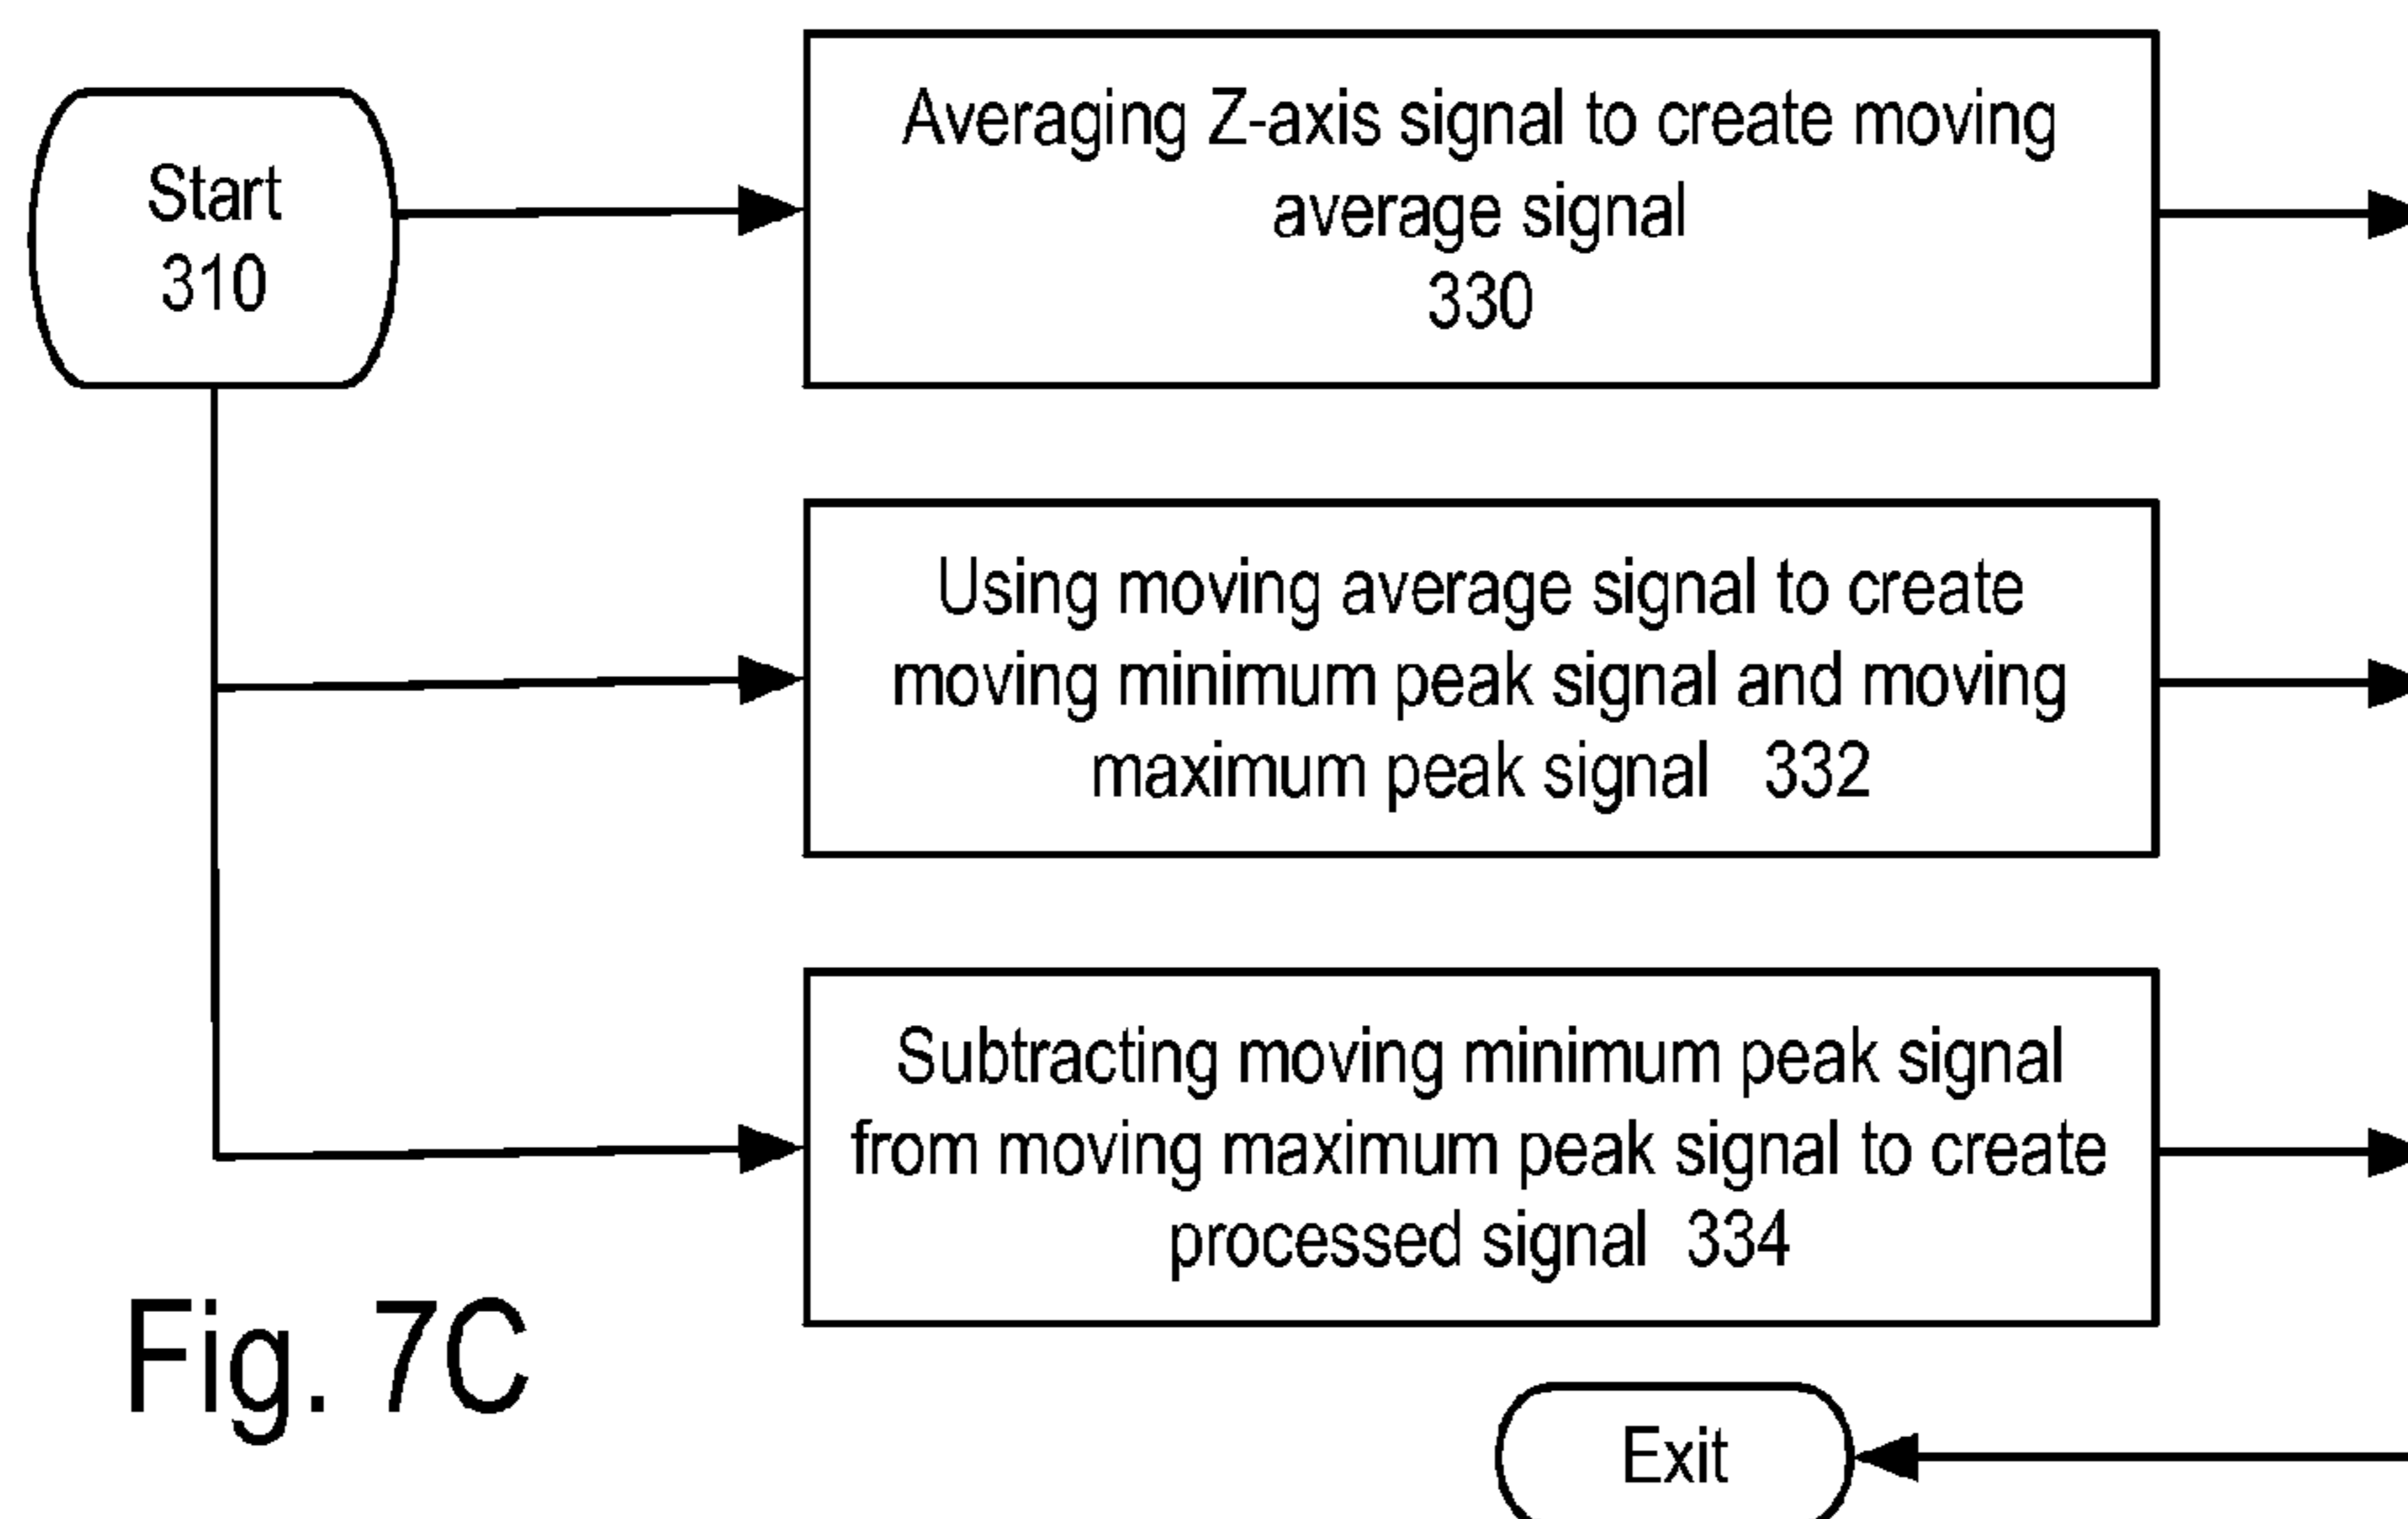 Start
310
Averaging Z-axis signal to create moving
average signal
330
Using moving average signal to create
moving minimum peak signal and moving
maximum peak signal 332
Subtracting moving minimum peak signal
from moving maximum peak signal to create
processed signal 334
Fig. 7C
Exit